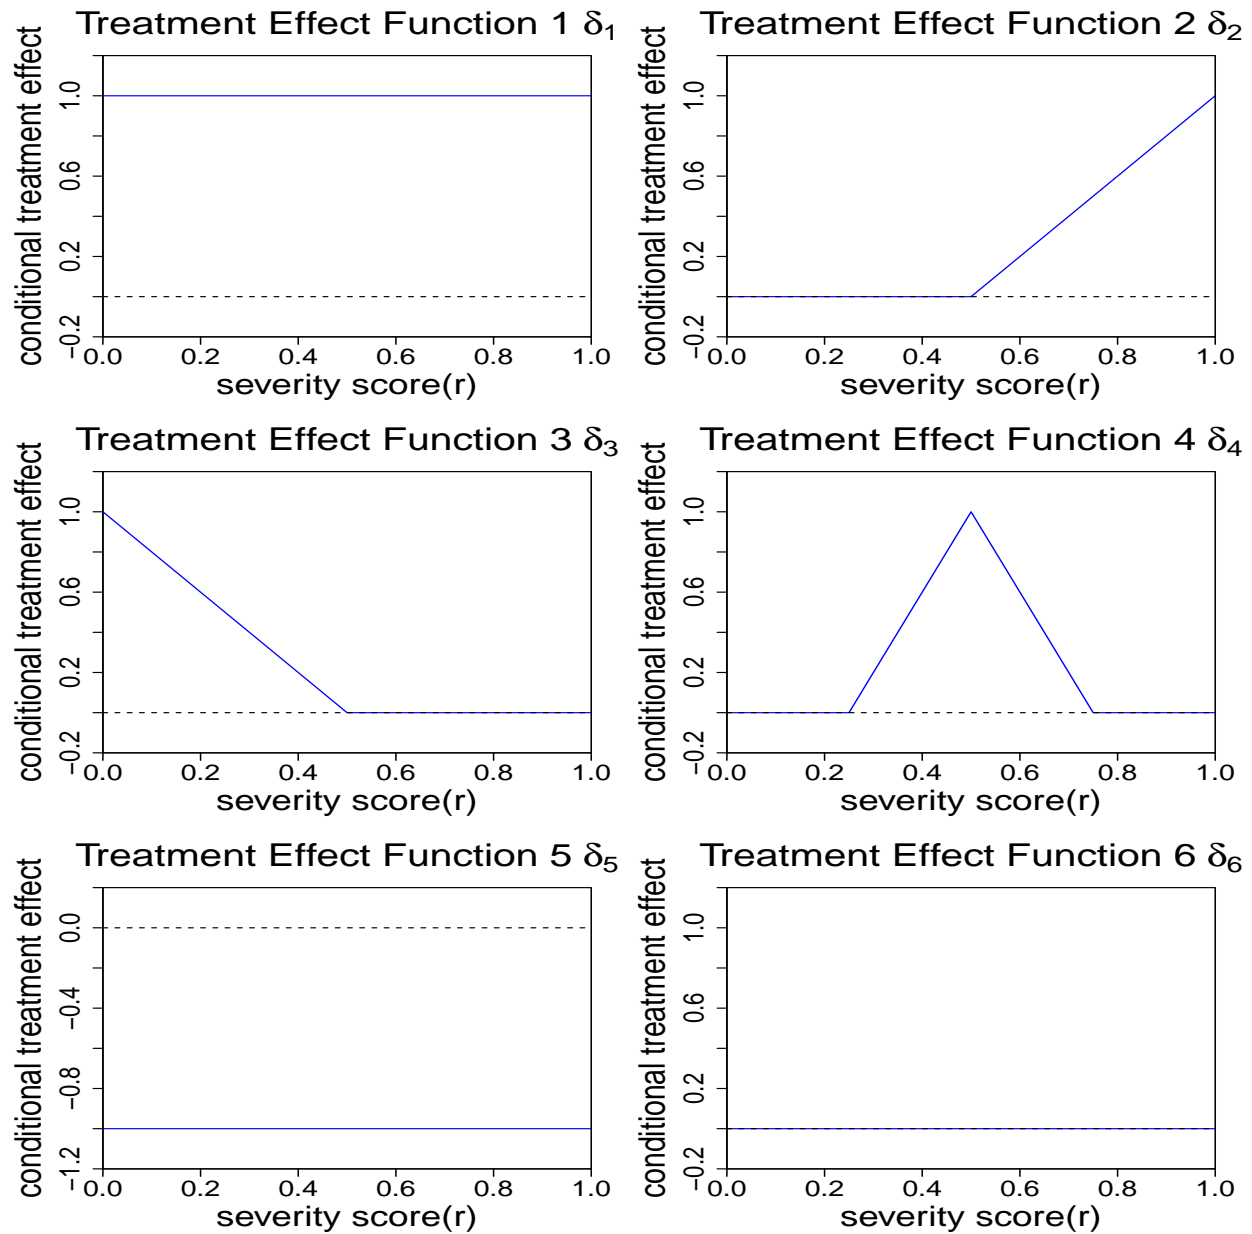 Treatment Effect Function 1 δ1
conditional treatment effect
−0.2 0.2 0.6 1.0
0.0 0.2 0.4 0.6 0.8 1.0
severity score(r)
Treatment Effect Function 2 δ2
conditional treatment effect
−0.2 0.2 0.6 1.0
0.0 0.2 0.4 0.6 0.8 1.0
severity score(r)
Treatment Effect Function 3 δ3
conditional treatment effect
−0.2 0.2 0.6 1.0
0.0 0.2 0.4 0.6 0.8 1.0
severity score(r)
Treatment Effect Function 4 δ4
conditional treatment effect
−0.2 0.2 0.6 1.0
0.0 0.2 0.4 0.6 0.8 1.0
severity score(r)
Treatment Effect Function 5 δ5
conditional treatment effect
−1.2 −0.8 −0.4 0.0
0.0 0.2 0.4 0.6 0.8 1.0
severity score(r)
Treatment Effect Function 6 δ6
conditional treatment effect
−0.2 0.2 0.6 1.0
0.0 0.2 0.4 0.6 0.8 1.0
severity score(r)